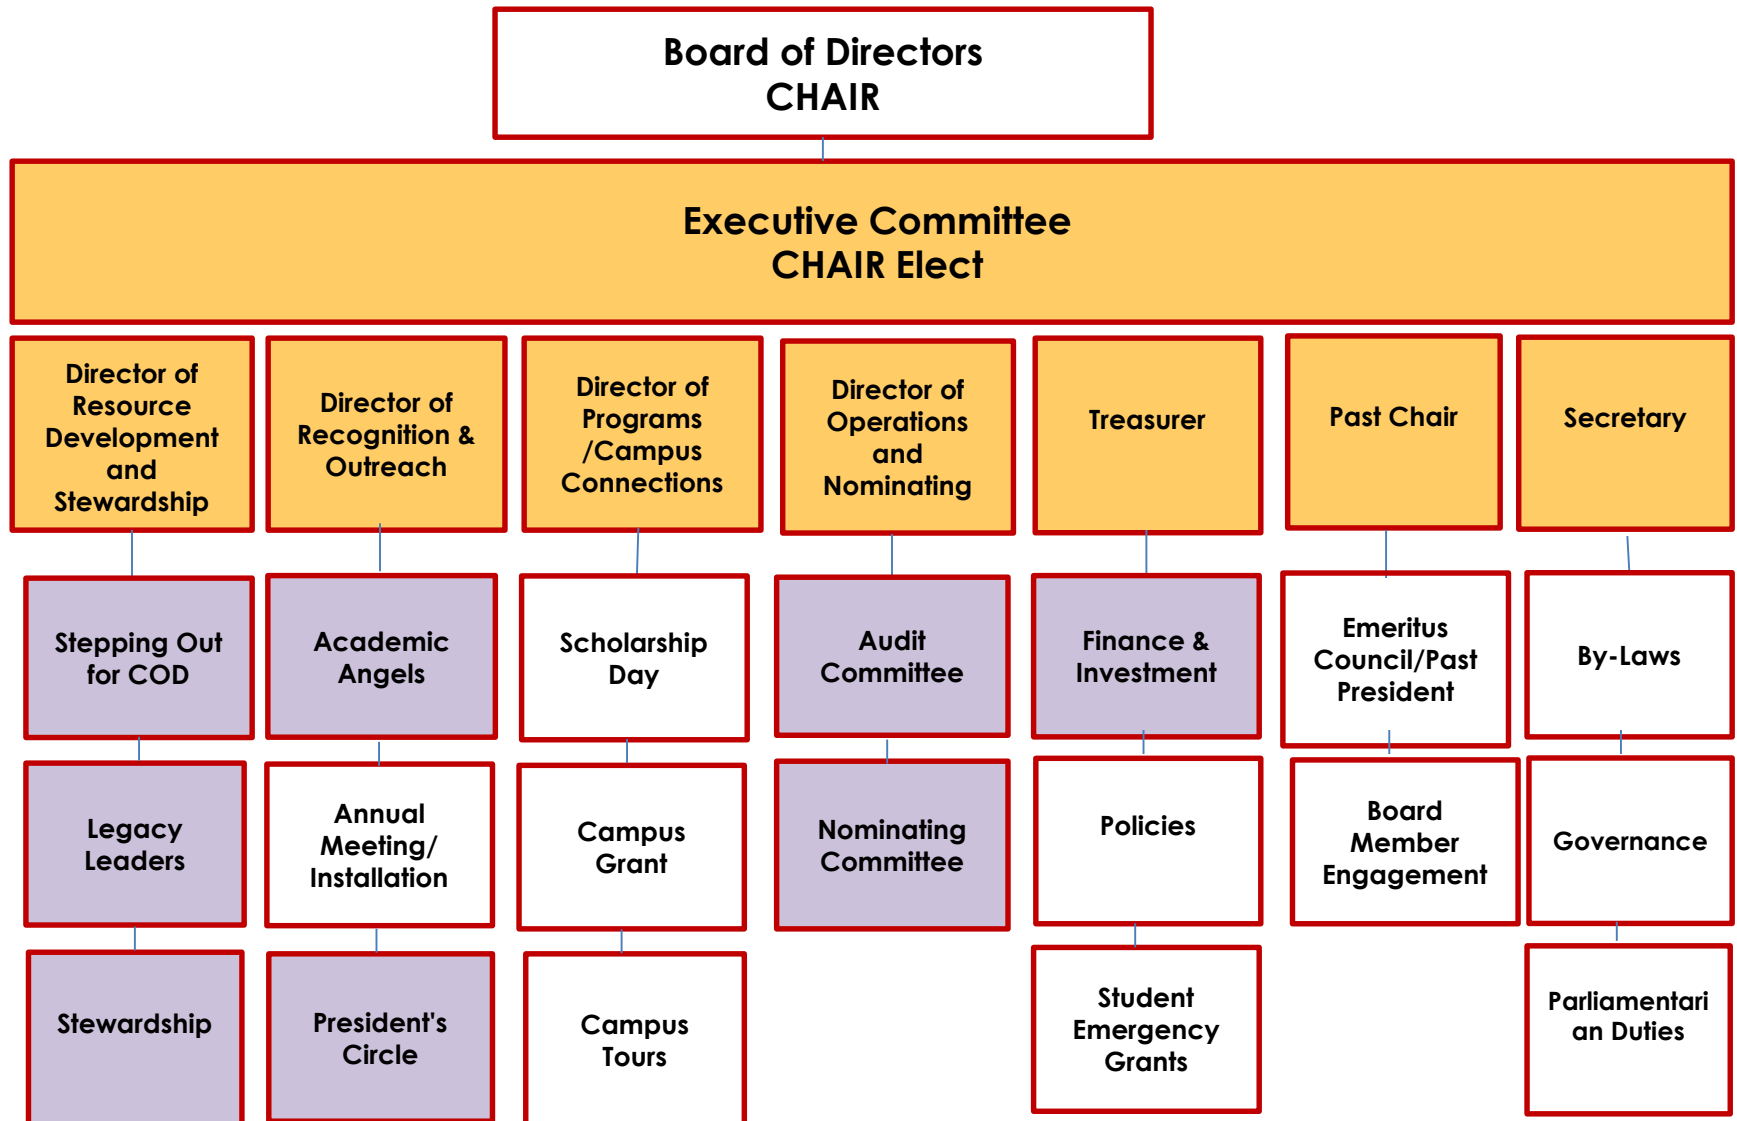 Board of Directors
CHAIR
Executive Committee
CHAIR Elect
Director of
Resource
Development
and
Stewardship
Director of
Recognition &
Outreach
Director of
Programs
/Campus
Connections
Director of
Operations
and
Nominating
Treasurer
Past Chair
Secretary
Stepping Out
for COD
Academic
Angels
Scholarship
Day
Audit
Committee
Finance &
Investment
Emeritus
Council/Past
President
By-Laws
Legacy
Leaders
Annual
Meeting/
Installation
Campus
Grant
Nominating
Committee
Policies
Board
Member
Engagement
Governance
Stewardship
President's
Circle
Campus
Tours
Student
Emergency
Grants
Parliamentari
an Duties